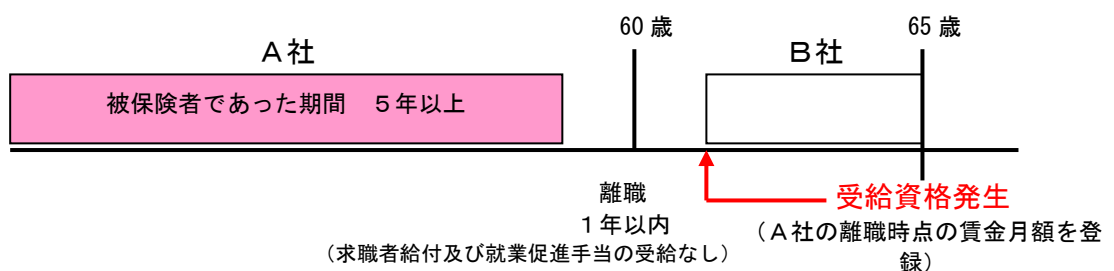 60 歳
65 歳
Ａ社
Ｂ社
被保険者であった期間　５年以上
離職
１年以内
（求職者給付及び就業促進手当の受給なし）
受給資格発生
（Ａ社の離職時点の賃金月額を登
録）